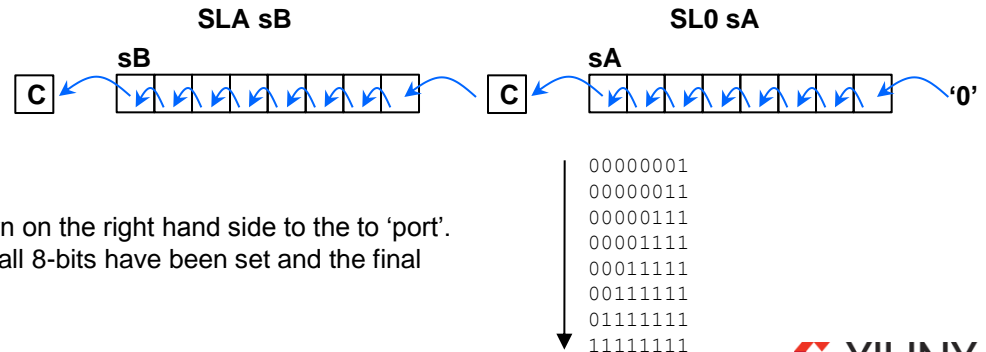 SLA sB SL0 sA
sB sA
C C ‘0’
00000001
00000011
00000111
n on the right hand side to the to ‘port’.
00001111
all 8-bits have been set and the final
00011111
00111111
01111111
11111111